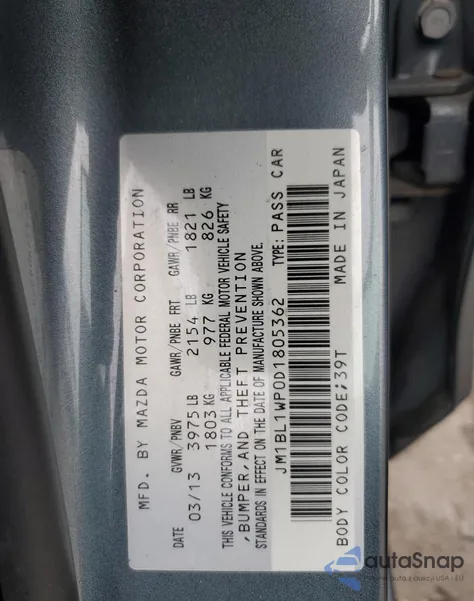 MFD. BY MAZDA MOTOR CORPORATION
DATE GVWR/PNBV GAWR/PNBE FRT GAWR/PNBE RR
03/13 3975 LB 2154 LB 1821 LB
1803 KG 977 KG 826 KG
THIS VEHICLE CONFORMS TO ALL APPLICABLE FEDERAL MOTOR VEHICLE SAFETY
,BUMPER,AND THEFT PREVENTION
STANDARDS IN EFFECT ON THE DATE OF MANUFACTURE SHOWN ABOVE.
JM1BL1WP0D1805362 TYPE: PASS CAR
BODY COLOR CODE;39T MADE IN JAPAN
autaSnap